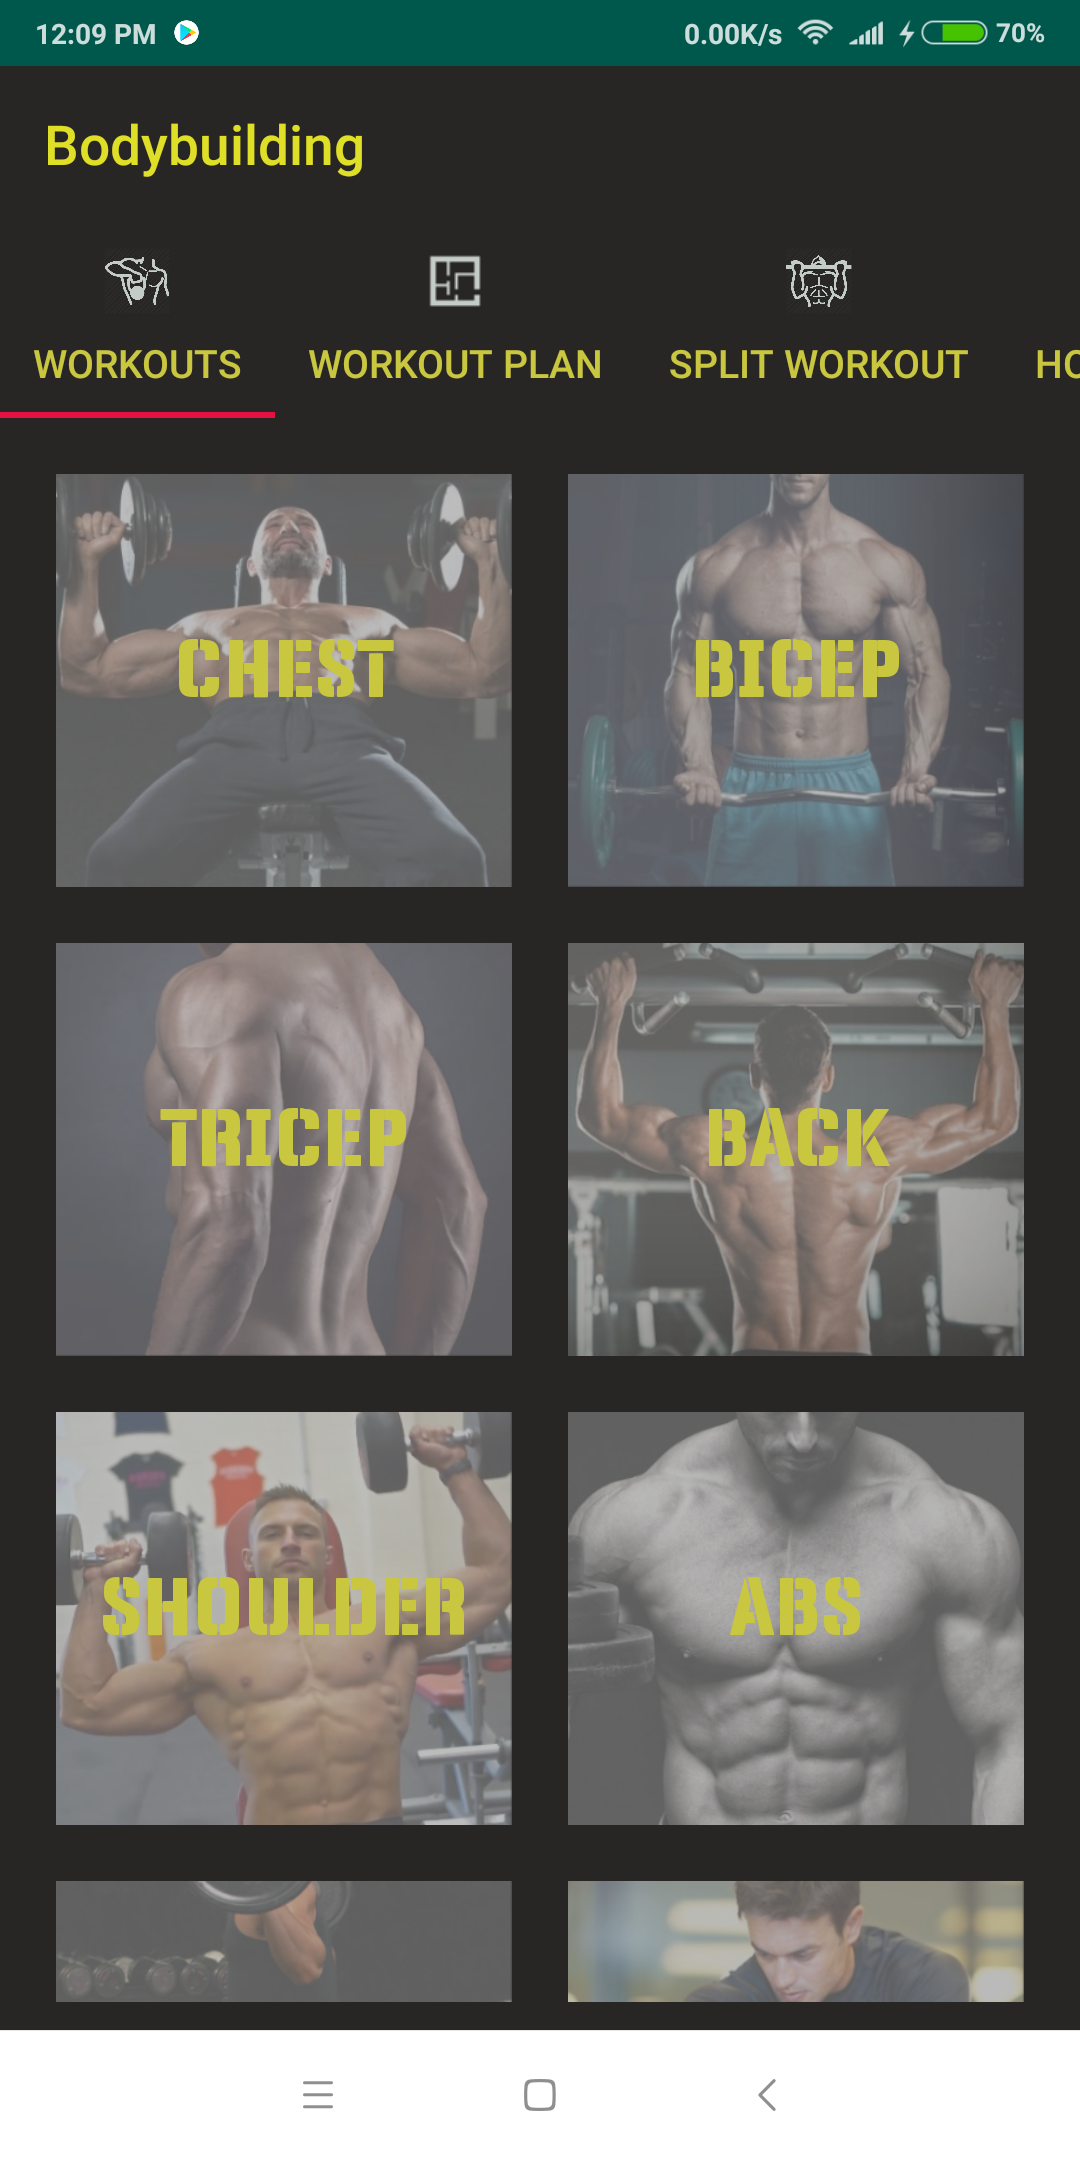 12:09 PM 0.00K/s 70%
Bodybuilding
WORKOUTS WORKOUT PLAN SPLIT WORKOUT HO
CHEST BICEP
TRICEP BACK
SHOULDER ABS